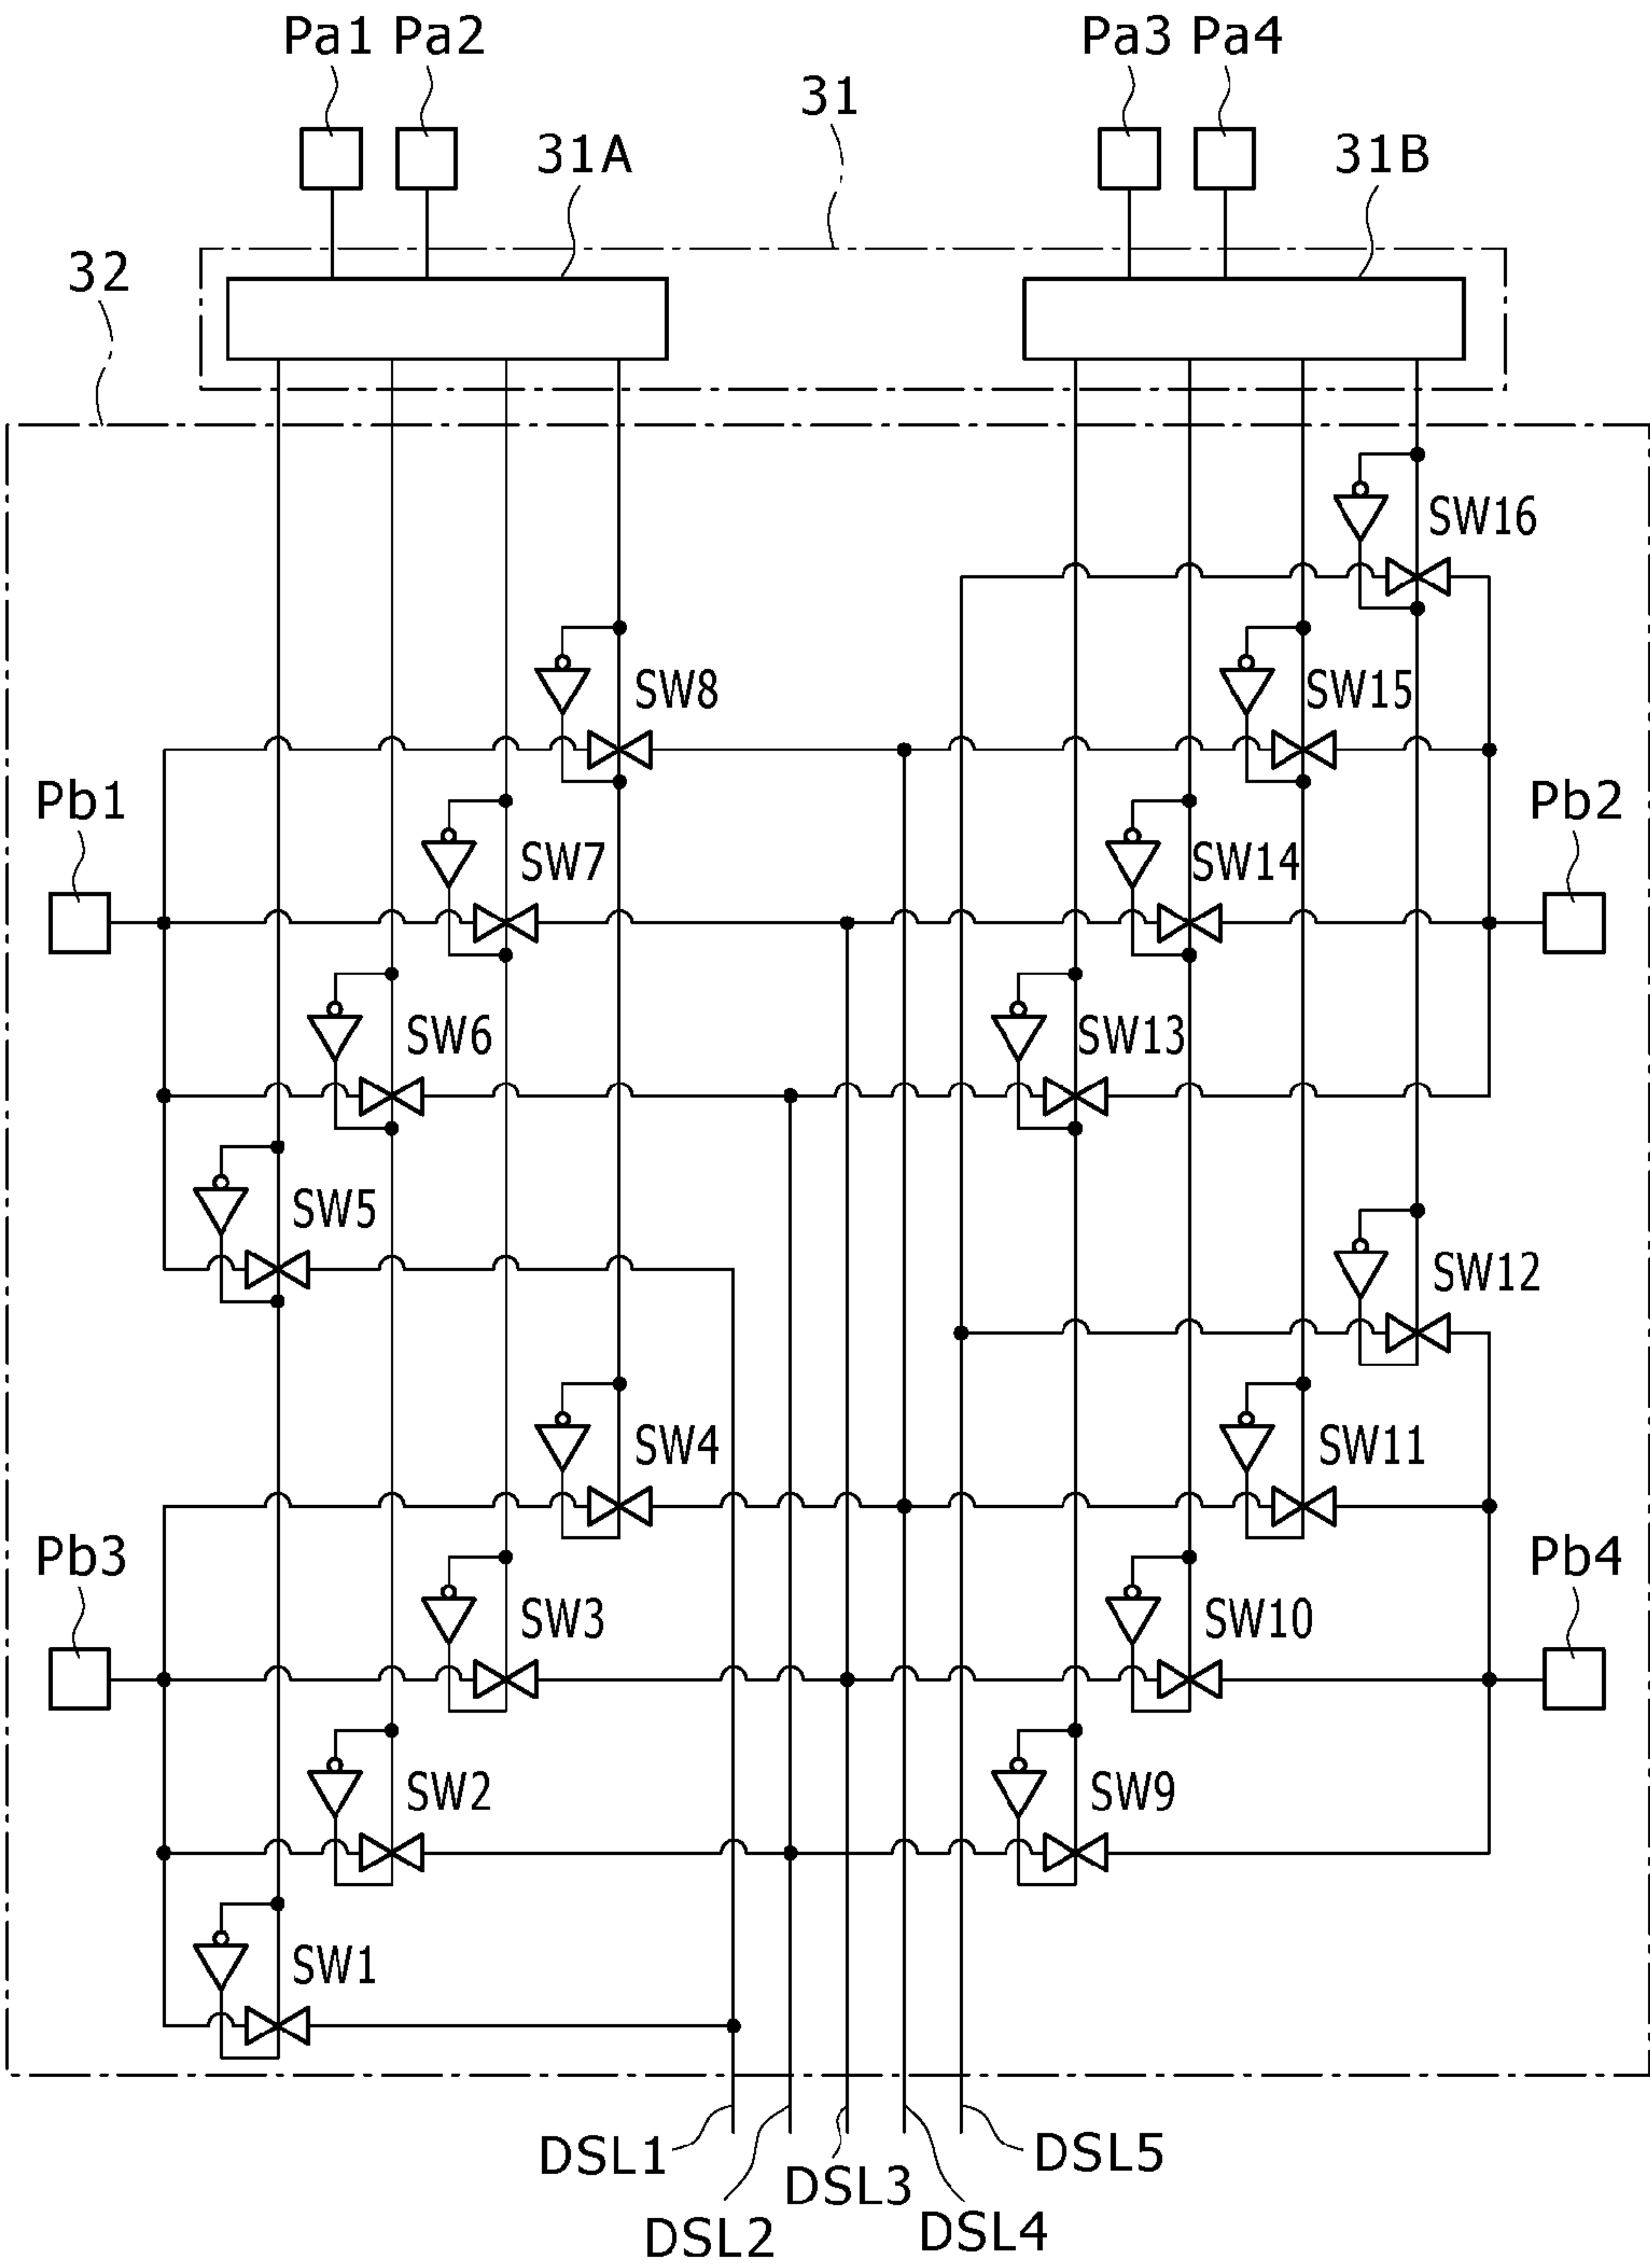 Pa1 Pa2 Pa3 Pa4
31
31A 31B
32
SW16
SW8 SW15
Pb1 SW7 SW14 Pb2
SW6 SW13
SW5
SW12
SW4 SW11
Pb3 SW3 SW10 Pb4
SW2 SW9
SW1
DSL1 DSL5
DSL3
DSL2 DSL4